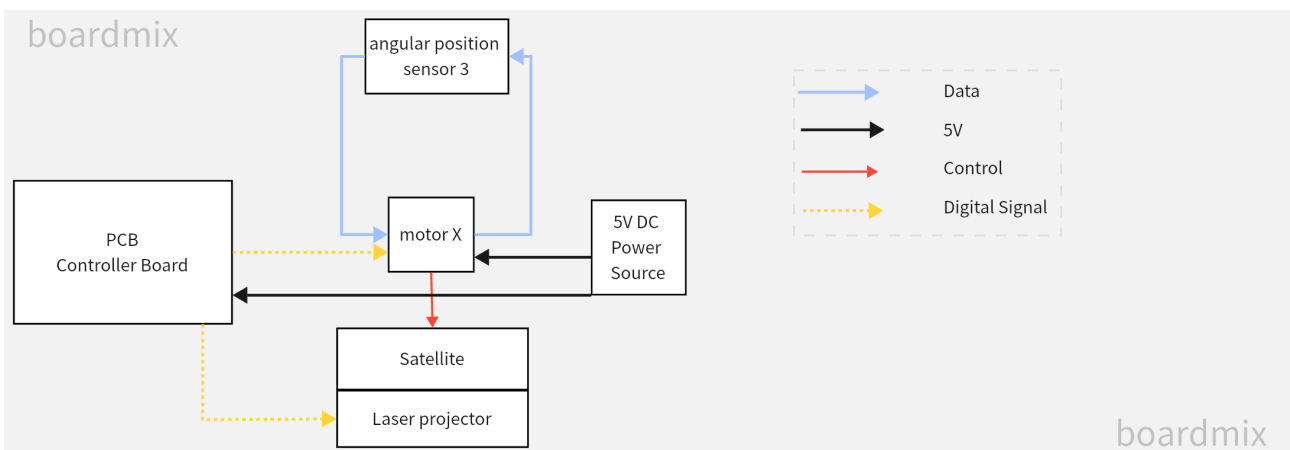 boardmix
angular position
sensor 3
Data
5V
Control
Digital Signal
PCB
Controller Board
motor X
5V DC
Power
Source
Satellite
Laser projector
boardmix